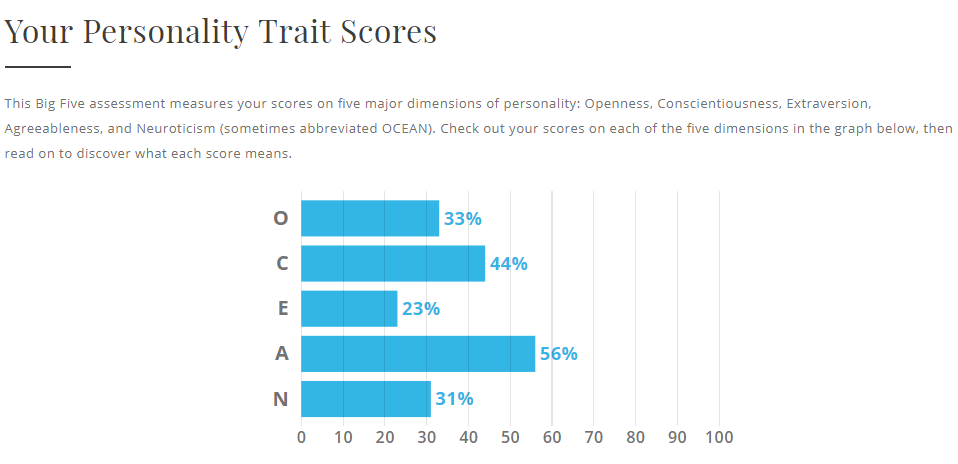 Your Personality Trait Scores
This Big Five assessment measures your scores on five major dimensions of personality: Openness, Conscientiousness, Extraversion,
Agreeableness, and Neuroticism (sometimes abbreviated OCEAN). Check out your scores on each of the five dimensions in the graph below, then
read on to discover what each score means.
O 33%
C 44%
E 23%
A 56%
N 31%
0 10 20 30 40 50 60 70 80 90 100